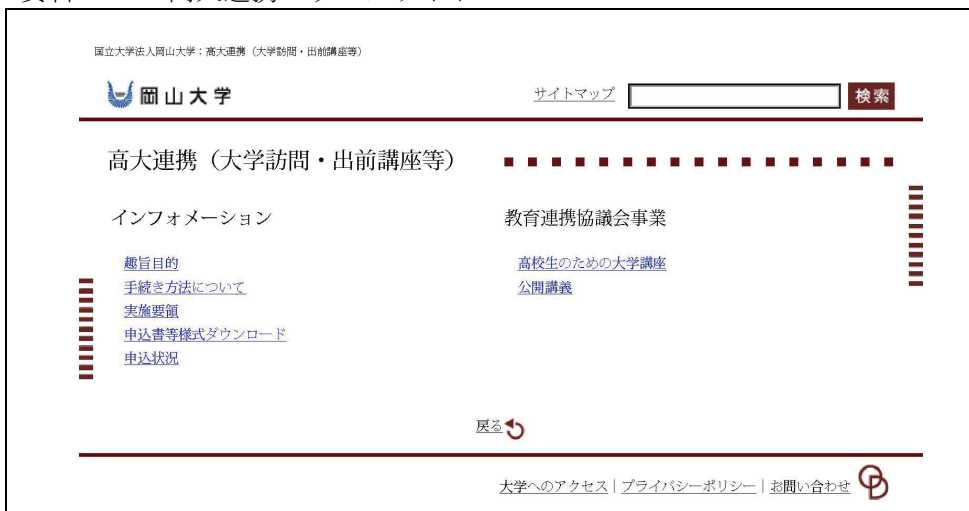 国立大学法人岡山大学：高大連携（大学訪問・出前講座等）
岡山大学
サイトマップ
検索
高大連携（大学訪問・出前講座等）
インフォメーション
趣旨目的
手続き方法について
実施要領
申込書等様式ダウンロード
申込状況
教育連携協議会事業
高校生のための大学講座
公開講義
戻る
大学へのアクセス｜プライバシーポリシー｜お問い合わせ